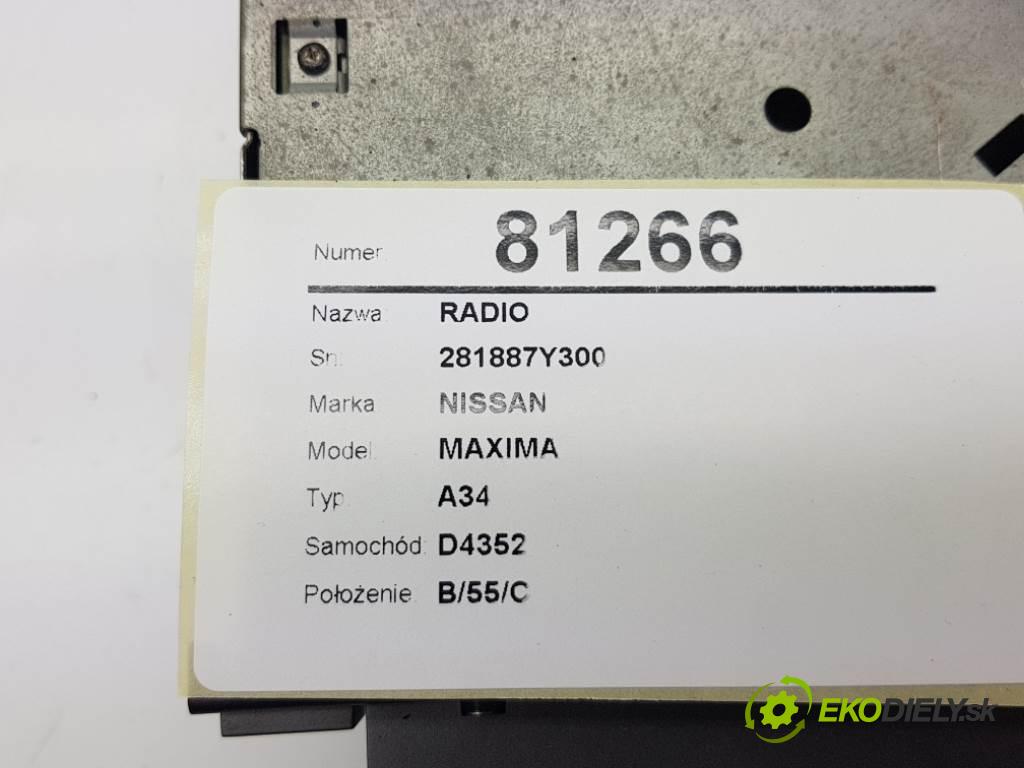 Numer: 81266
Nazwa: RADIO
Sn: 281887Y300
Marka NISSAN
Model: MAXIMA
Typ: A34
Samochód: D4352
Położenie: B/55/C
EKODIELY.sk